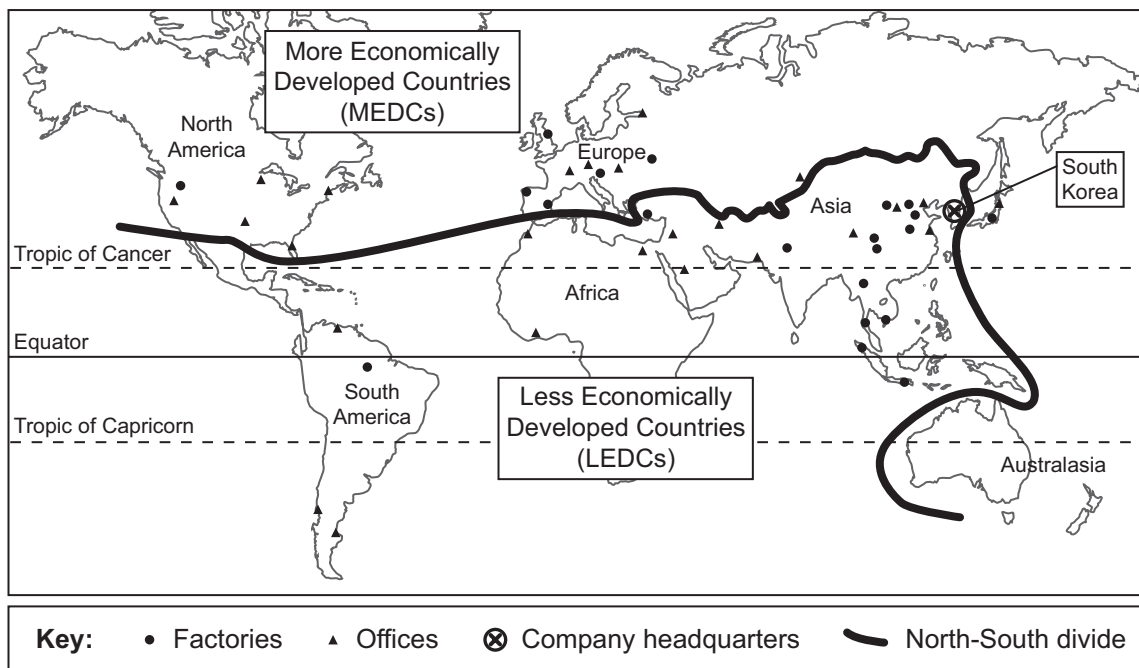 More Economically
Developed Countries
(MEDCs)
North
America
Europe
South
Korea
Asia
Tropic of Cancer
Africa
Equator
South
America
Less Economically
Developed Countries
(LEDCs)
Tropic of Capricorn
Australasia
Key:
Factories
Offices
Company headquarters
North-South divide